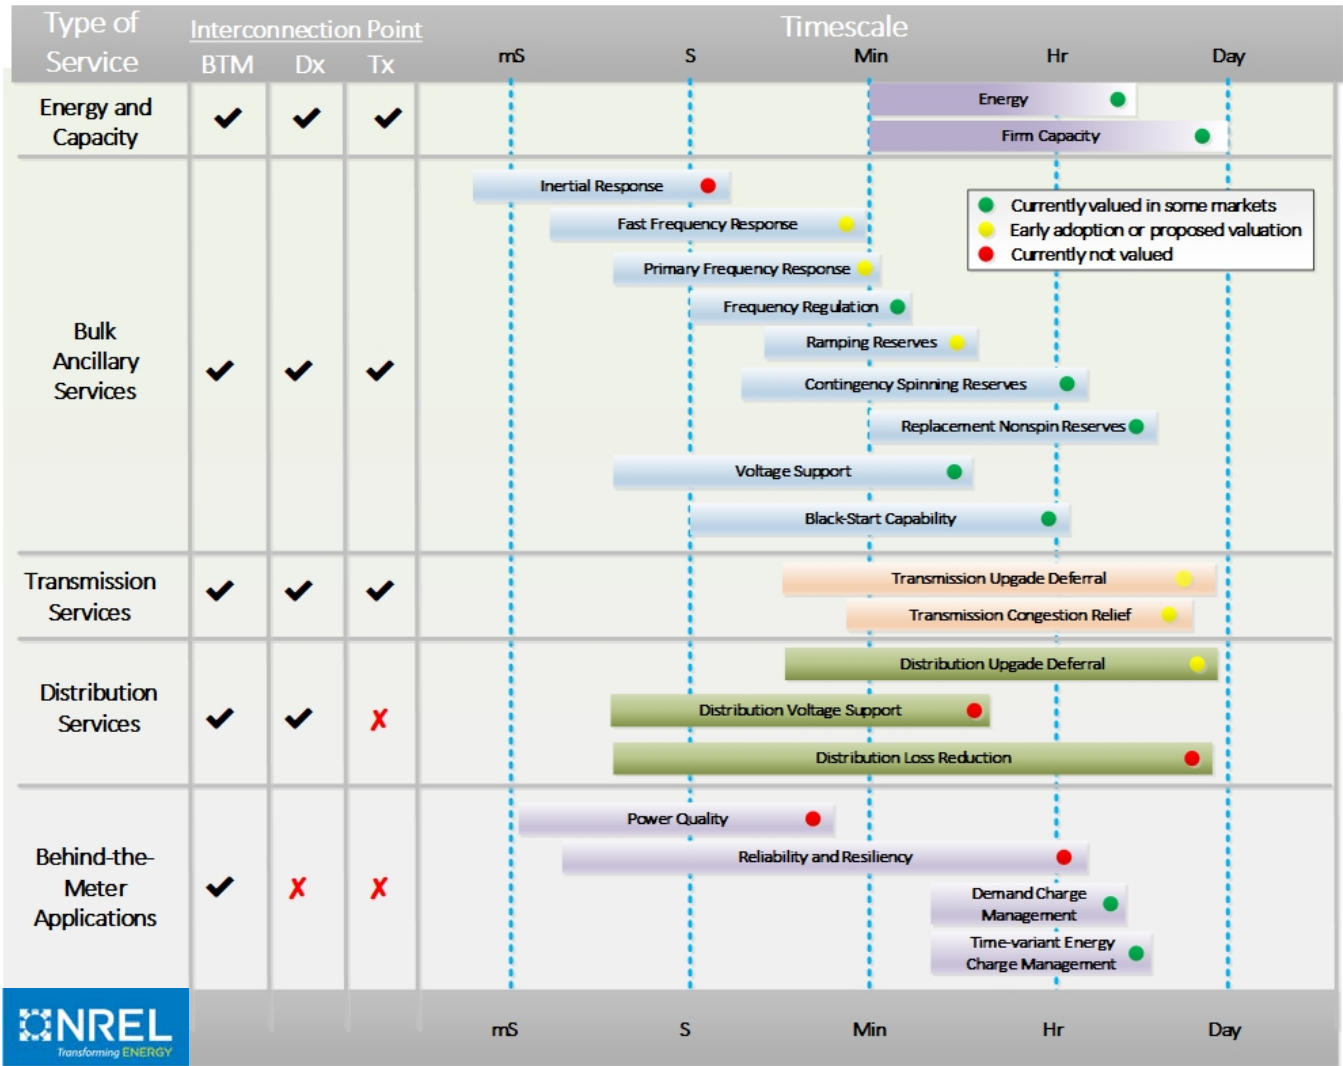 Type of
Service
Interconnection Point
BTM Dx Tx
Timescale
mS S Min Hr Day
Energy and
Capacity
Energy
Firm Capacity
Bulk
Ancillary
Services
Inertial Response
Fast Frequency Response
Primary Frequency Response
Frequency Regulation
Ramping Reserves
Contingency Spinning Reserves
Replacement Nonspin Reserves
Voltage Support
Black-Start Capability
Currently valued in some markets
Early adoption or proposed valuation
Currently not valued
Transmission
Services
Transmission Upgade Deferral
Transmission Congestion Relief
Distribution
Services
Distribution Upgade Deferral
Distribution Voltage Support
Distribution Loss Reduction
Behind-the-
Meter
Applications
Power Quality
Reliability and Resiliency
Demand Charge
Management
Time-variant Energy
Charge Management
NREL
Transforming ENERGY
mS S Min Hr Day